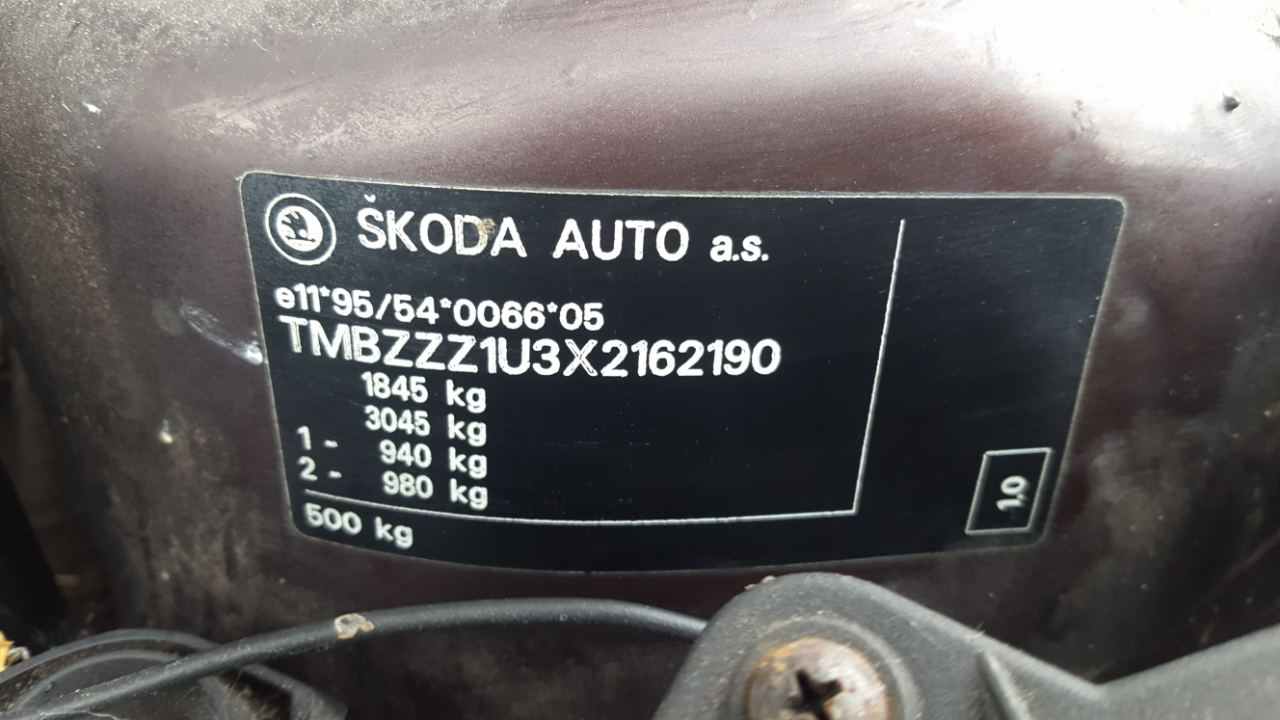 ŠKODA AUTO a.s.
e11*95/54*0066*05
TMBZZZ1U3X2162190
1845 kg
3045 kg
1 - 940 kg
2 - 980 kg
500 kg
1.0